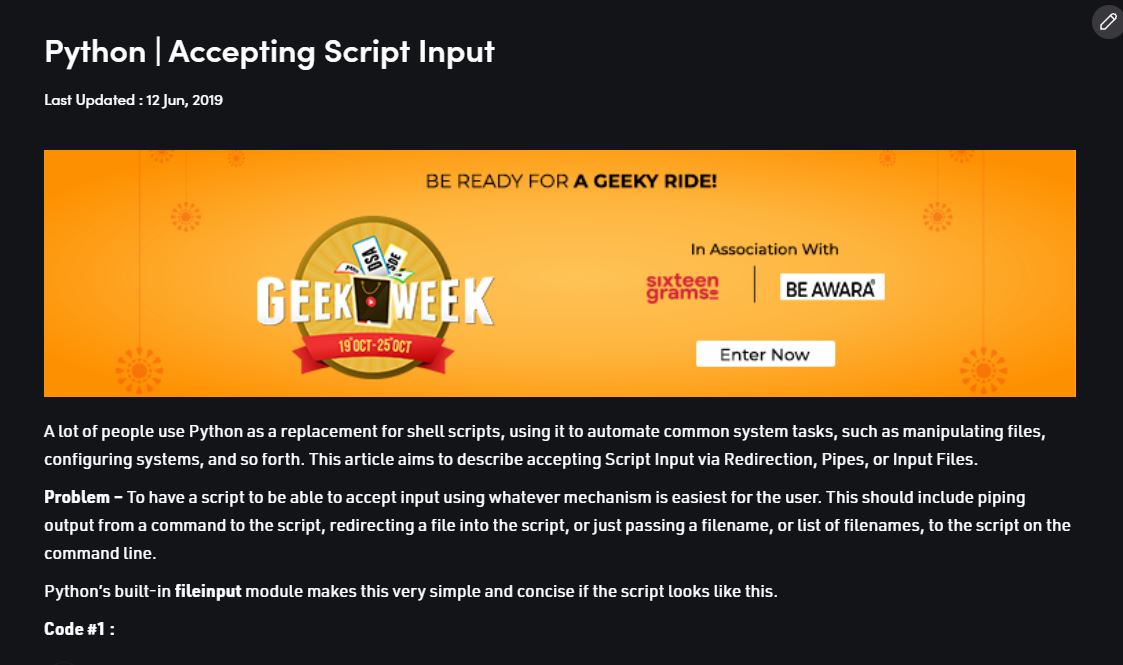 Python | Accepting Script Input
Last Updated : 12 Jun, 2019
BE READY FOR A GEEKY RIDE!
DSA
SDE
GEEK WEEK
19 OCT - 25 OCT
In Association With
sixteen
grams
BE AWARA
Enter Now
A lot of people use Python as a replacement for shell scripts, using it to automate common system tasks, such as manipulating files,
configuring systems, and so forth. This article aims to describe accepting Script Input via Redirection, Pipes, or Input Files.
Problem – To have a script to be able to accept input using whatever mechanism is easiest for the user. This should include piping
output from a command to the script, redirecting a file into the script, or just passing a filename, or list of filenames, to the script on the
command line.
Python’s built-in fileinput module makes this very simple and concise if the script looks like this.
Code #1 :